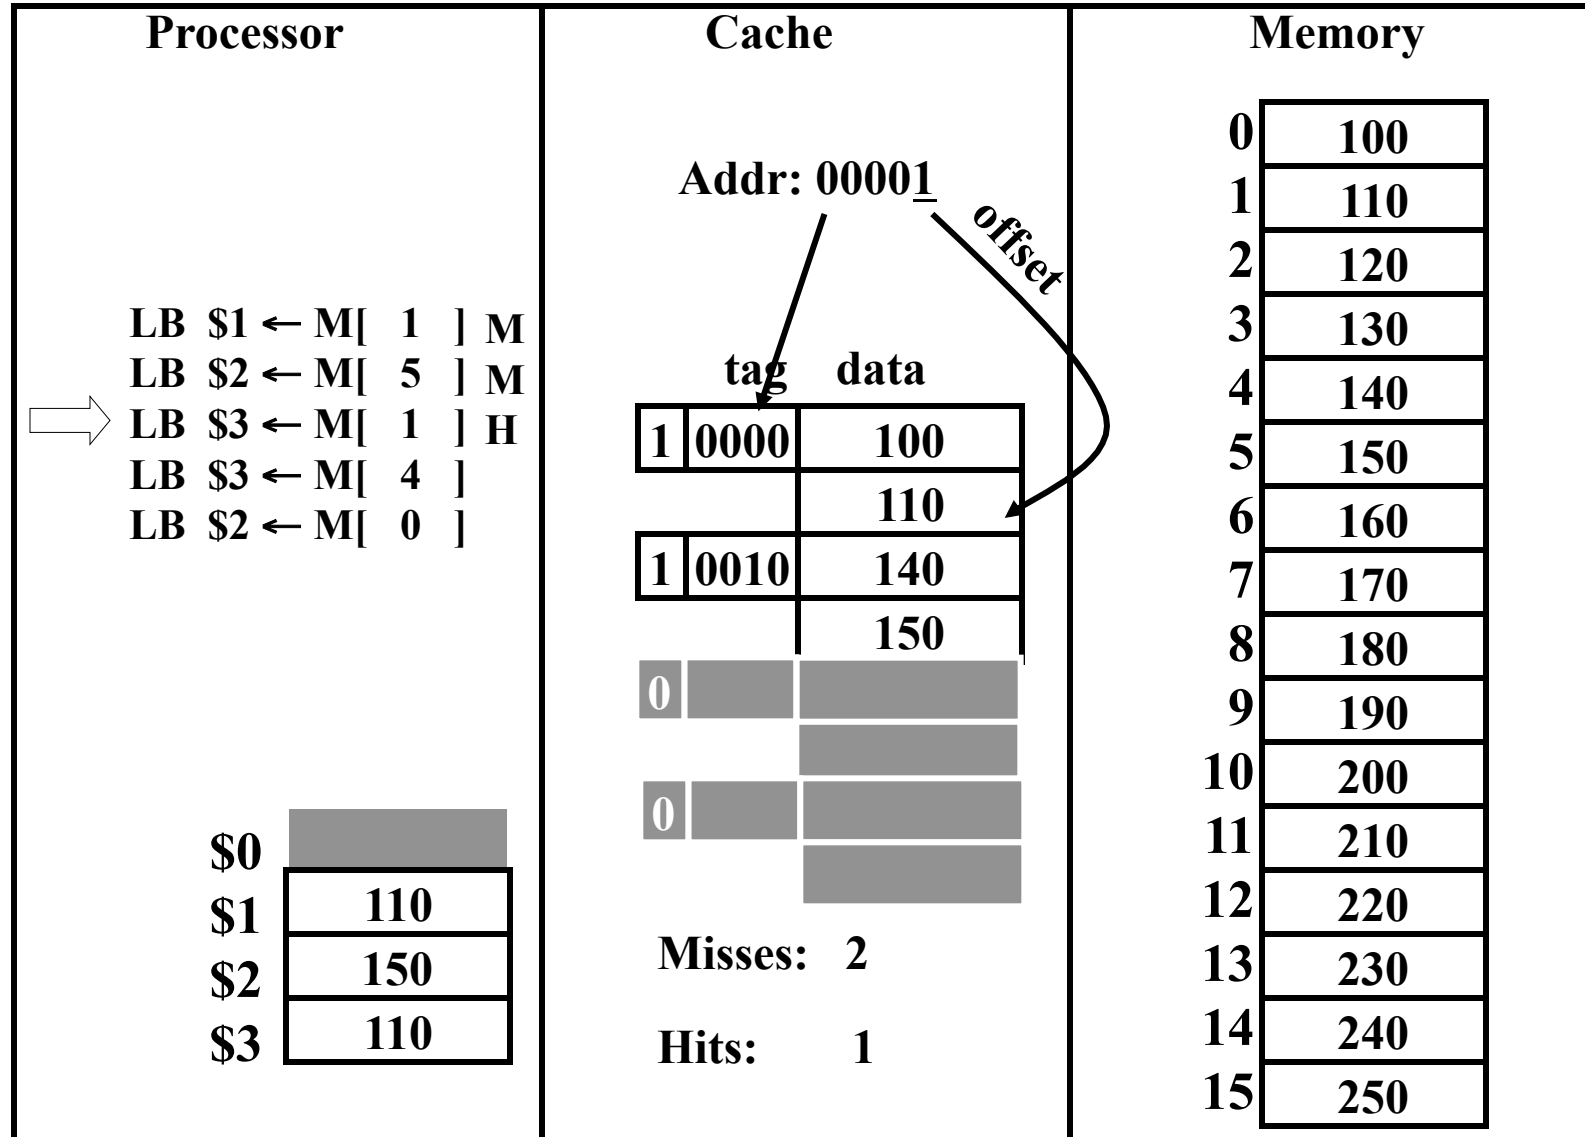 Processor
LB $1 ← M[ 1 ] M
LB $2 ← M[ 5 ] M
LB $3 ← M[ 1 ] H
LB $3 ← M[ 4 ]
LB $2 ← M[ 0 ]
$0
$1 110
$2 150
$3 110
Cache
Addr: 00001
offset
tag data
1 0000 100
110
1 0010 140
150
0
0
Misses: 2
Hits: 1
Memory
0 100
1 110
2 120
3 130
4 140
5 150
6 160
7 170
8 180
9 190
10 200
11 210
12 220
13 230
14 240
15 250